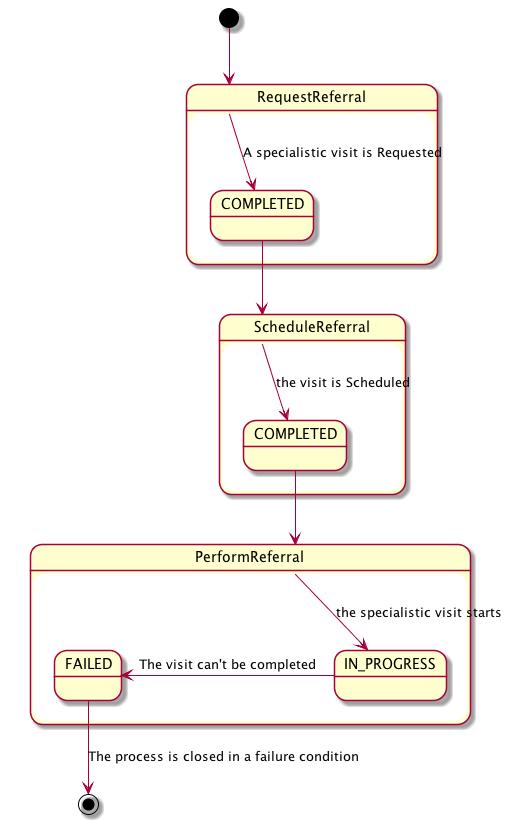 RequestReferral
A specialistic visit is Requested
COMPLETED
ScheduleReferral
the visit is Scheduled
COMPLETED
PerformReferral
the specialistic visit starts
FAILED
The visit can't be completed
IN_PROGRESS
The process is closed in a failure condition